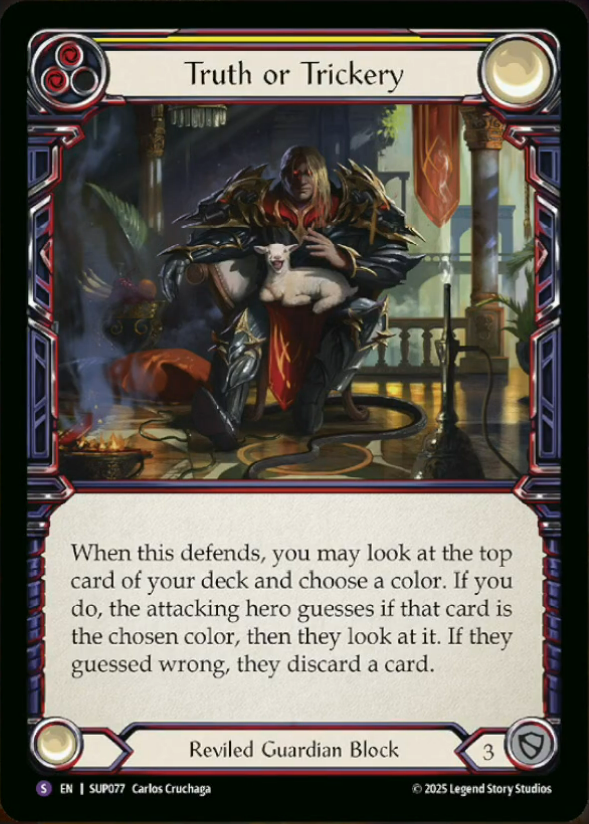 Truth or Trickery
When this defends, you may look at the top
card of your deck and choose a color. If you
do, the attacking hero guesses if that card is
the chosen color, then they look at it. If they
guessed wrong, they discard a card.
Reviled Guardian Block
3
S EN | SUP077 Carlos Cruchaga
© 2025 Legend Story Studios